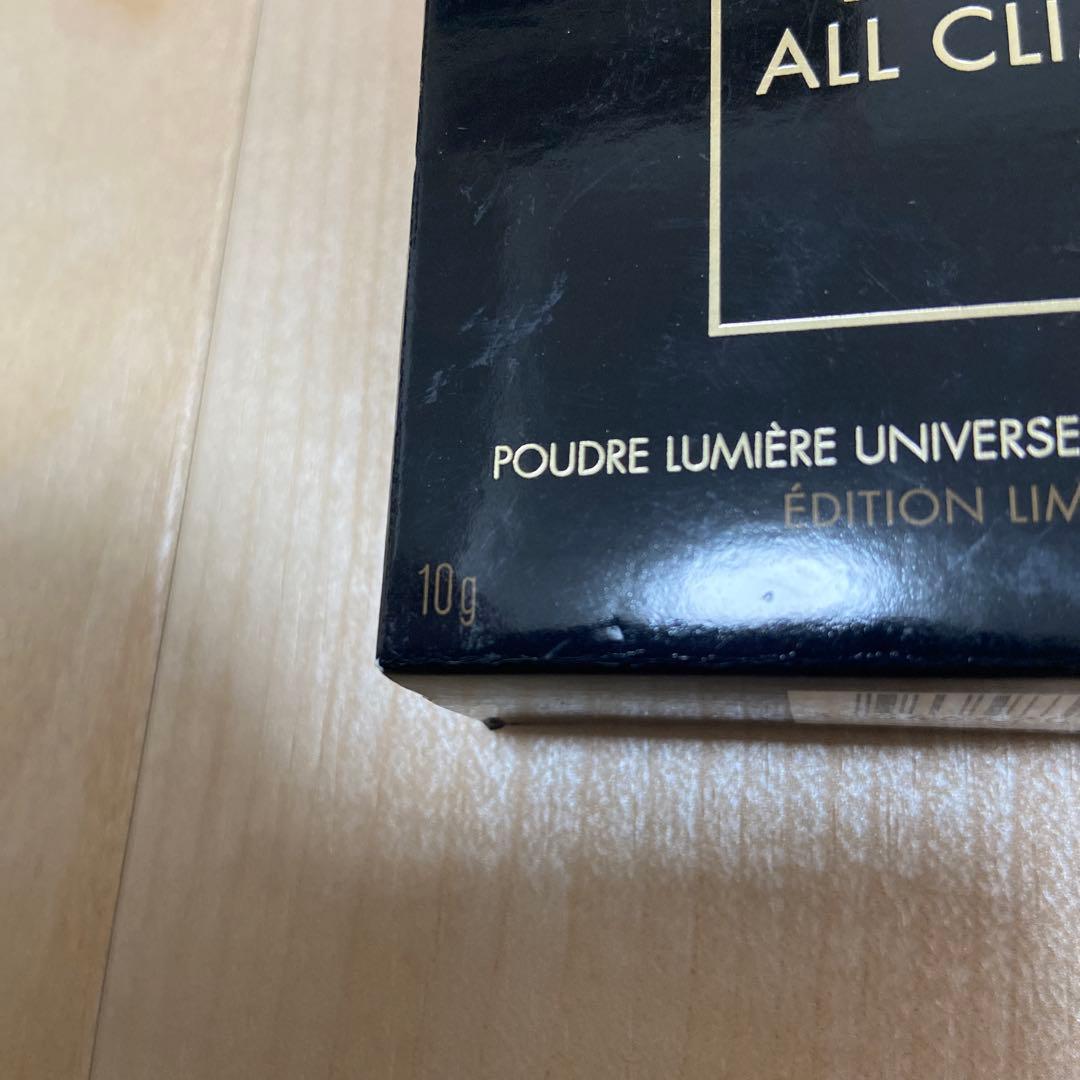 ALL CLI
POUDRE LUMIÈRE UNIVERSE
ÉDITION LIM
10g